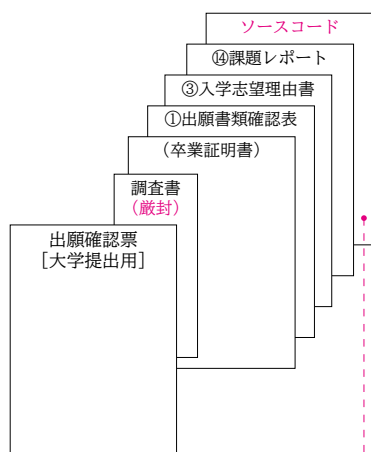 ソースコード
⑭課題レポート
③入学志望理由書
①出願書類確認表
（卒業証明書）
調査書
（厳封）
出願確認票
［大学提出用］